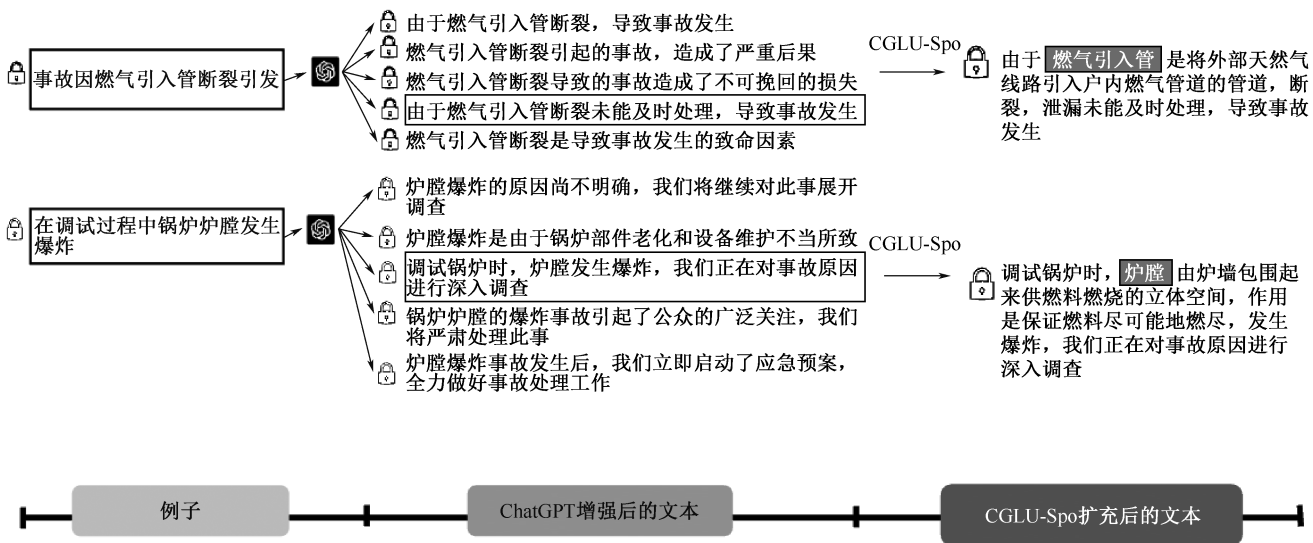 事故因燃气引入管断裂引发
由于燃气引入管断裂，导致事故发生
燃气引入管断裂引起的事故，造成了严重后果
燃气引入管断裂导致的事故造成了不可挽回的损失
由于燃气引入管断裂未能及时处理，导致事故发生
燃气引入管断裂是导致事故发生的致命因素
CGLU-Spo
由于 燃气引入管 是将外部天然气
线路引入户内燃气管道的管道，断
裂，泄漏未能及时处理，导致事故
发生
在调试过程中锅炉炉膛发生
爆炸
炉膛爆炸的原因尚不明确，我们将继续对此事展开
调查
炉膛爆炸是由于锅炉部件老化和设备维护不当所致
调试锅炉时，炉膛发生爆炸，我们正在对事故原因
进行深入调查
锅炉炉膛的爆炸事故引起了公众的广泛关注，我们
将严肃处理此事
炉膛爆炸事故发生后，我们立即启动了应急预案，
全力做好事故处理工作
CGLU-Spo
调试锅炉时，炉膛 由炉墙包围起
来供燃料燃烧的立体空间，作用
是保证燃料尽可能地燃尽，发生
爆炸，我们正在对事故原因进行
深入调查
例子
ChatGPT增强后的文本
CGLU-Spo扩充后的文本